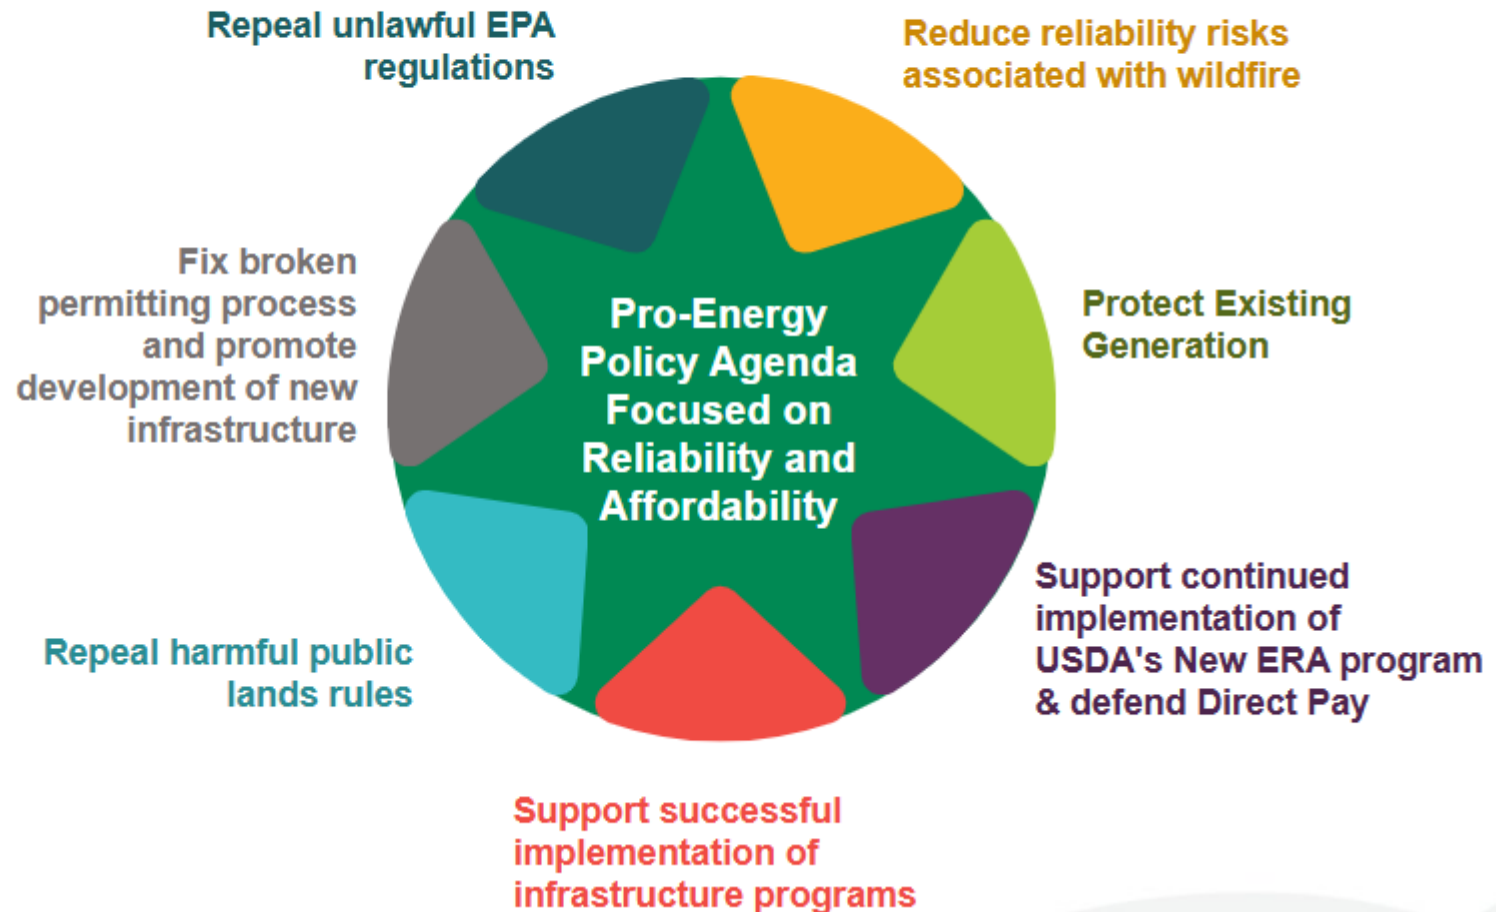 Repeal unlawful EPA
regulations
Reduce reliability risks
associated with wildfire
Fix broken
permitting process
and promote
development of new
infrastructure
Pro-Energy
Policy Agenda
Focused on
Reliability and
Affordability
Protect Existing
Generation
Repeal harmful public
lands rules
Support continued
implementation of
USDA's New ERA program
& defend Direct Pay
Support successful
implementation of
infrastructure programs